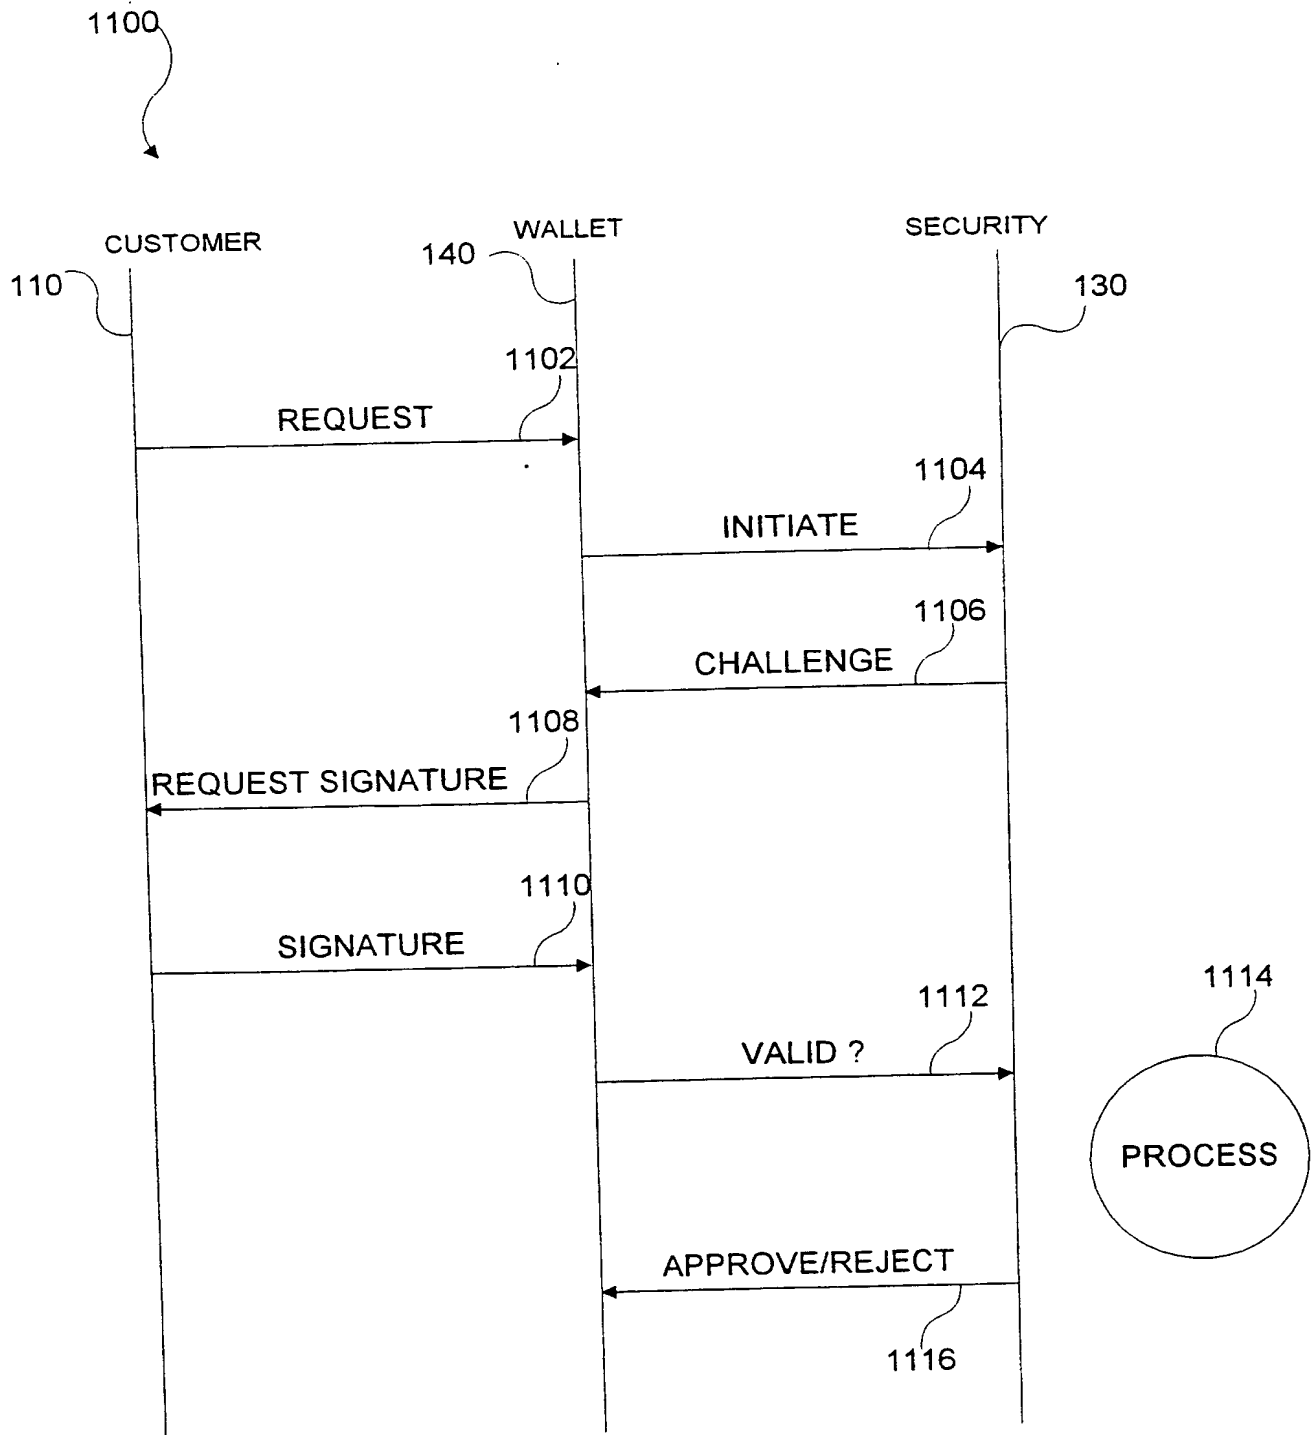 1100
CUSTOMER
WALLET
SECURITY
110
140
130
1102
REQUEST
1104
INITIATE
1106
CHALLENGE
1108
REQUEST SIGNATURE
1110
SIGNATURE
1112
VALID ?
1114
PROCESS
APPROVE/REJECT
1116